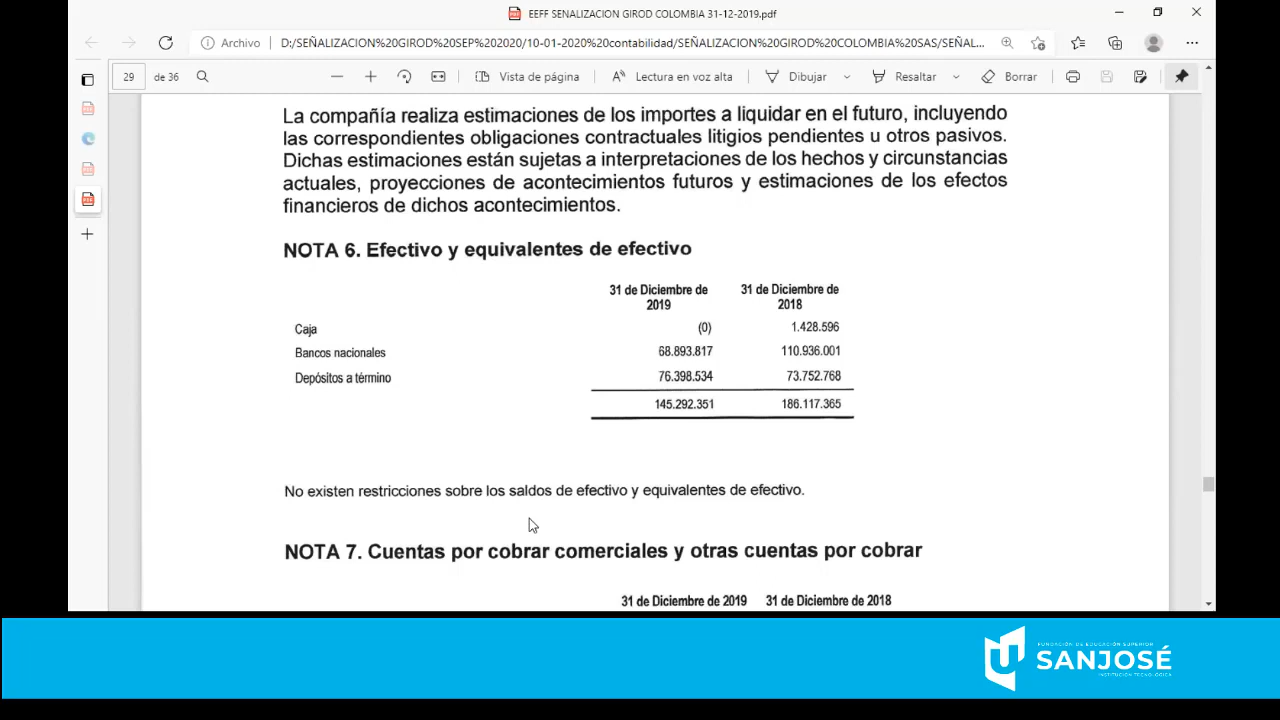 EEFF SENALIZACION GIROD COLOMBIA 31-12-2019.pdf
Archivo
D:/SEÑALIZACION%20GIROD%20SEP%202020/10-01-2020%20contabilidad/SEÑALIZACION%20GIROD%20COLOMBIA%20SAS/SEÑAL...
29 de 36
Vista de página
Lectura en voz alta
Dibujar
Resaltar
Borrar
La compañía realiza estimaciones de los importes a liquidar en el futuro, incluyendo
las correspondientes obligaciones contractuales litigios pendientes u otros pasivos.
Dichas estimaciones están sujetas a interpretaciones de los hechos y circunstancias
actuales, proyecciones de acontecimientos futuros y estimaciones de los efectos
financieros de dichos acontecimientos.
NOTA 6. Efectivo y equivalentes de efectivo
31 de Diciembre de 31 de Diciembre de
2019 2018
Caja (0) 1.428.596
Bancos nacionales 68.893.817 110.936.001
Depósitos a término 76.398.534 73.752.768
145.292.351 186.117.365
No existen restricciones sobre los saldos de efectivo y equivalentes de efectivo.
NOTA 7. Cuentas por cobrar comerciales y otras cuentas por cobrar
31 de Diciembre de 2019 31 de Diciembre de 2018
FUNDACIÓN DE EDUCACIÓN SUPERIOR
SANJOSÉ
INSTITUCIÓN TECNOLÓGICA